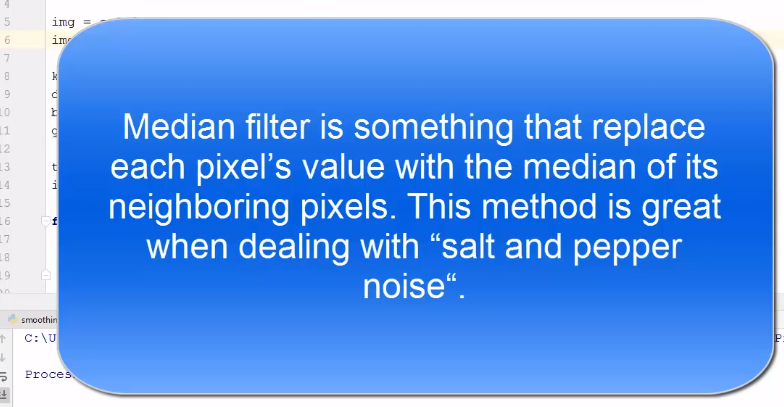 4
5 img =
6 im
7
8 k
9
10 b
11 g
12
13 t
14 i
15
16 f
17
18
19
Median filter is something that replace
each pixel’s value with the median of its
neighboring pixels. This method is great
when dealing with “salt and pepper
noise“.
smoothin
C:\U
Proces